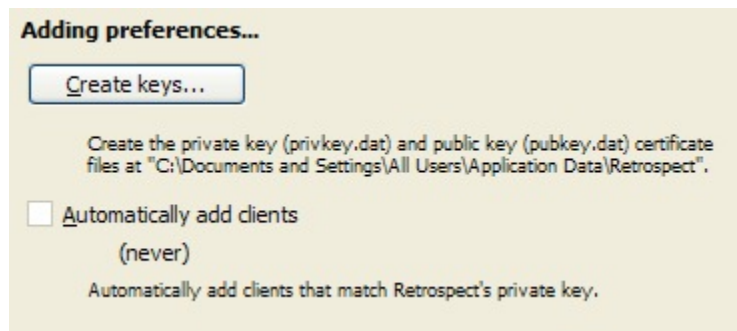 Adding preferences...
Create keys...
Create the private key (privkey.dat) and public key (pubkey.dat) certificate
files at "C:\Documents and Settings\All Users\Application Data\Retrospect".
Automatically add clients
(never)
Automatically add clients that match Retrospect's private key.